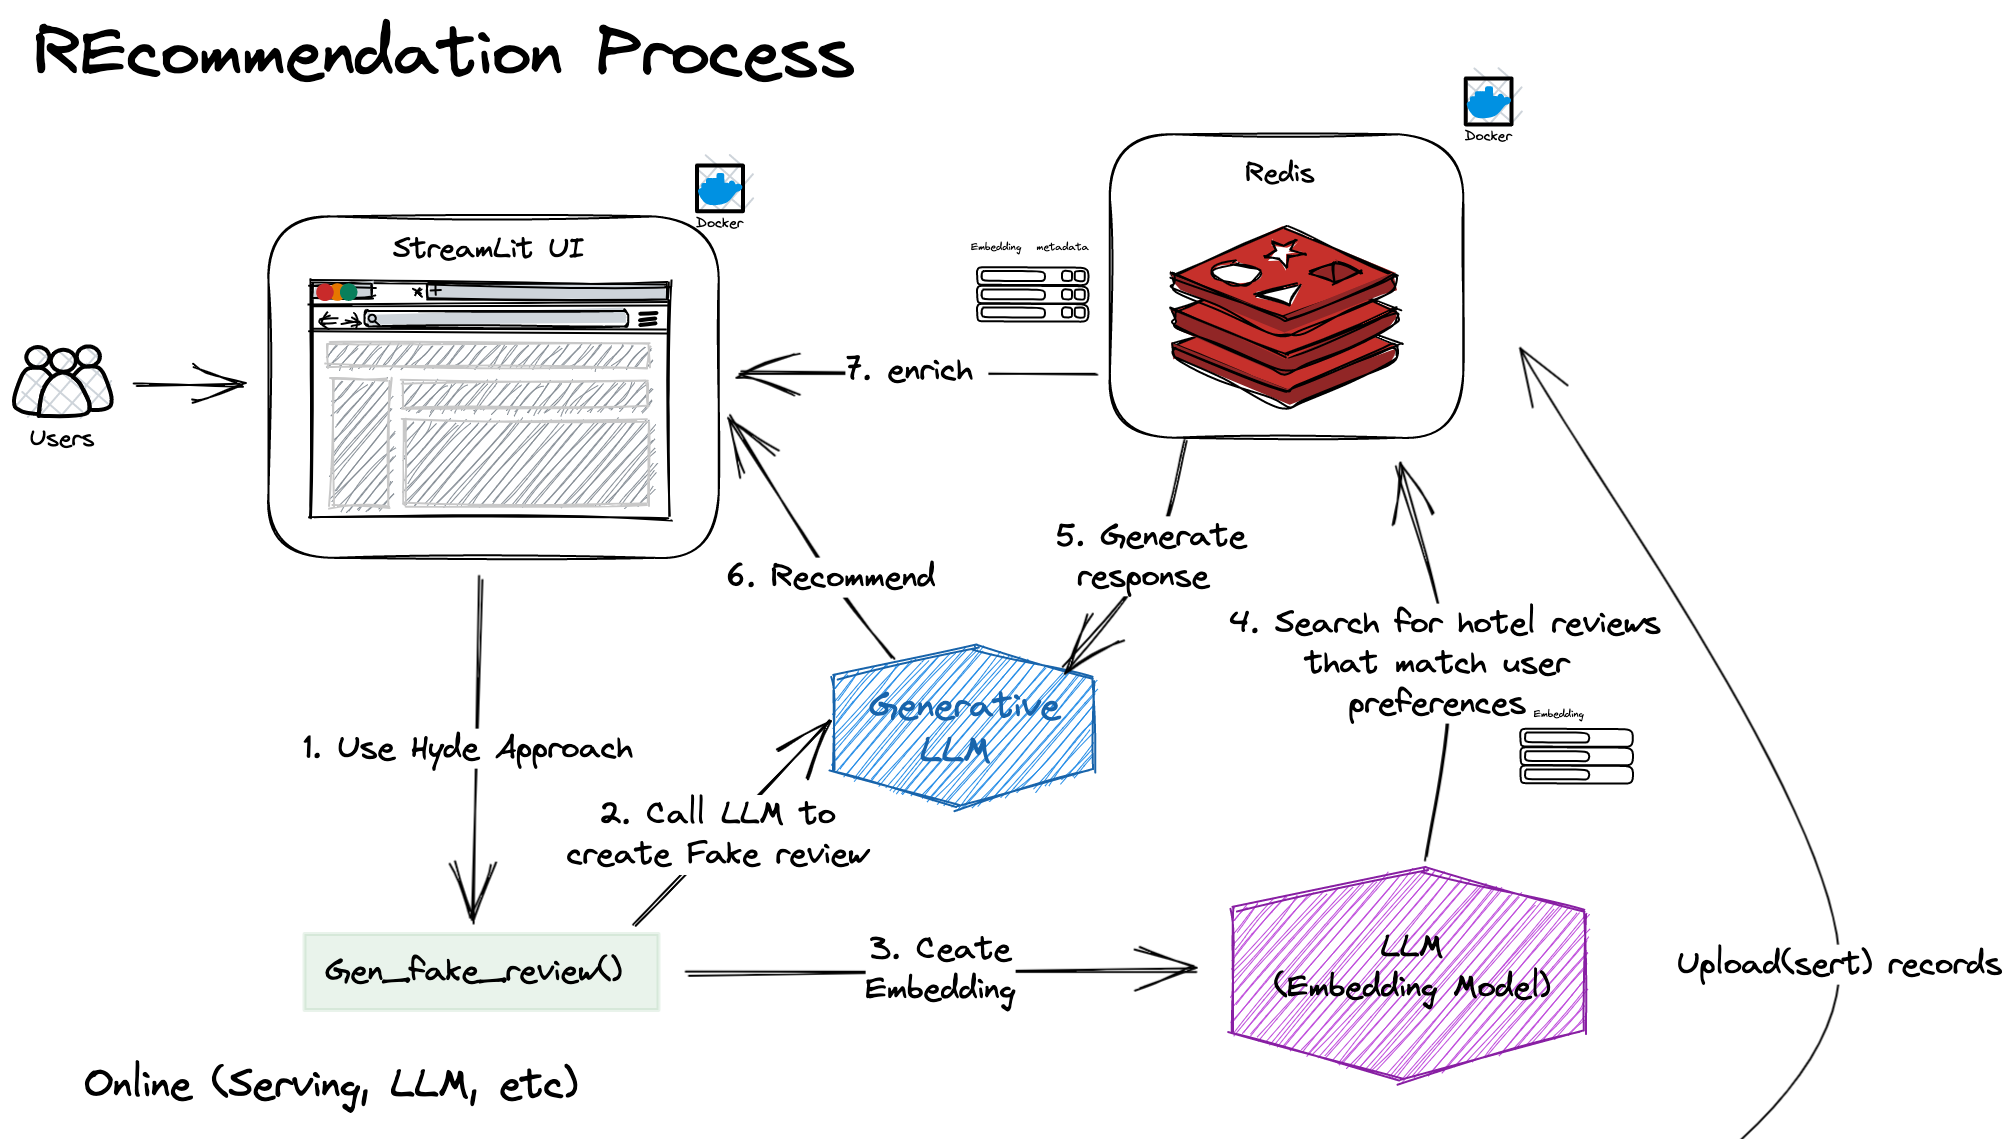 REcommendation Process
Docker
Redis
Docker
StreamLit UI
Embedding metadata
7. enrich
Users
5. Generate
response
6. Recommend
4. Search for hotel reviews
that match user
preferences
Embedding
Generative
LLM
1. Use Hyde Approach
2. Call LLM to
create Fake review
3. Ceate
Embedding
LLM
(Embedding Model)
Upload(sert) records
Gen_fake_review()
Online (Serving, LLM, etc)